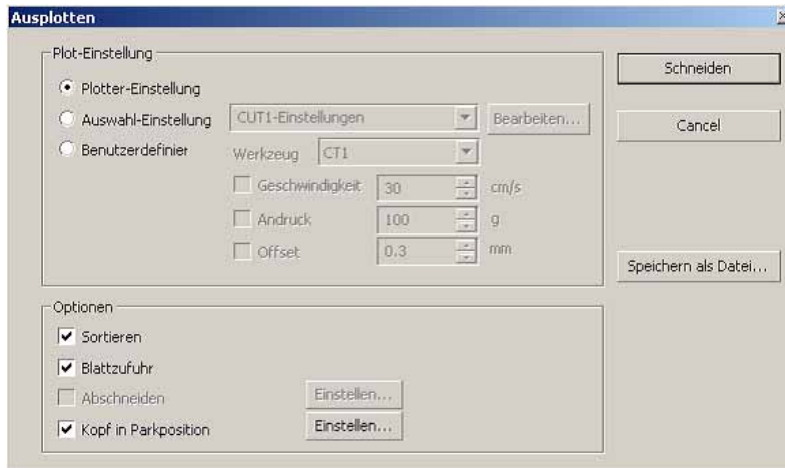 Ausplotten
Plot-Einstellung
Plotter-Einstellung
Auswahl-Einstellung CUT1-Einstellungen Bearbeiten...
Benutzerdefinier Werkzeug CT1
Geschwindigkeit 30 cm/s
Andruck 100 g
Offset 0.3 mm
Schneiden
Cancel
Speichern als Datei...
Optionen
Sortieren
Blattzufuhr
Abschneiden Einstellen...
Kopf in Parkposition Einstellen...